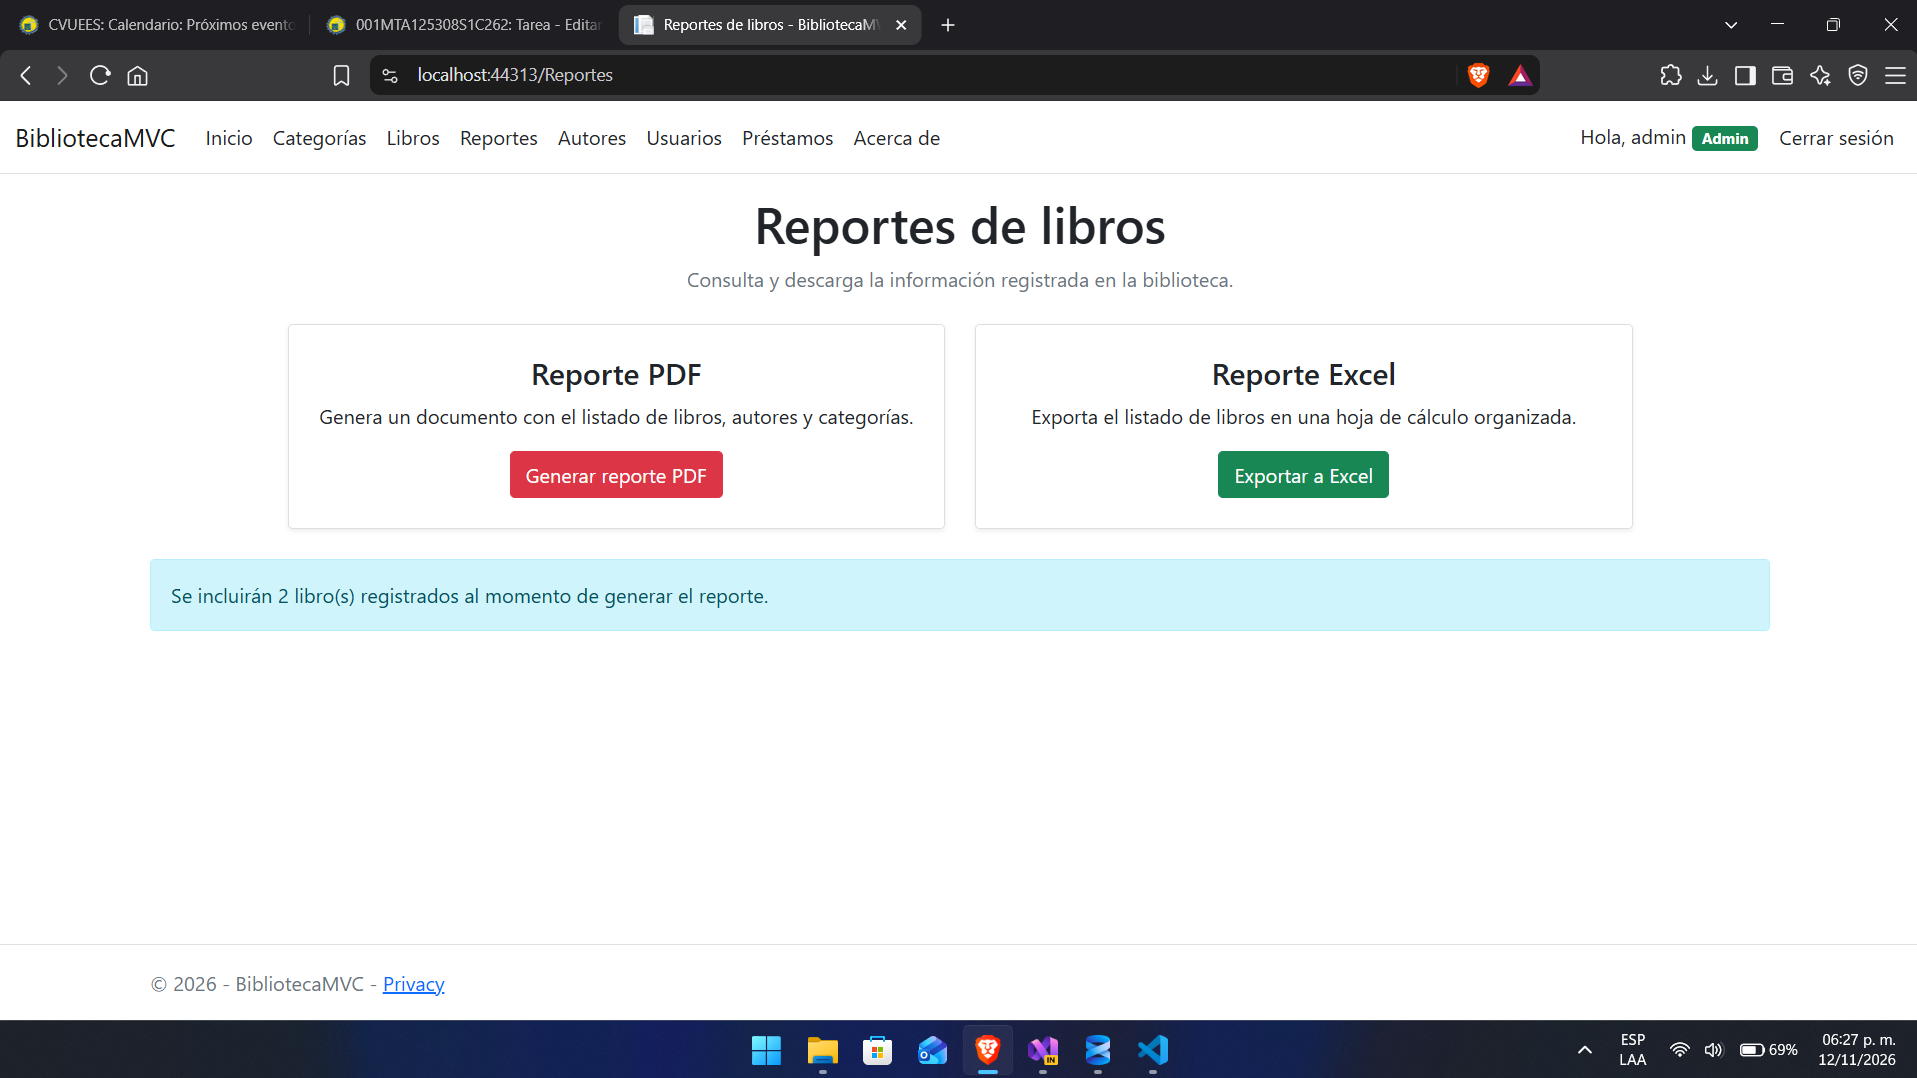 CVUEES: Calendario: Próximos evento
001MTA125308S1C262: Tarea - Editar
Reportes de libros - BibliotecaMV
localhost:44313/Reportes
BibliotecaMVC Inicio Categorías Libros Reportes Autores Usuarios Préstamos Acerca de Hola, admin Admin Cerrar sesión
Reportes de libros
Consulta y descarga la información registrada en la biblioteca.
Reporte PDF
Genera un documento con el listado de libros, autores y categorías.
Generar reporte PDF
Reporte Excel
Exporta el listado de libros en una hoja de cálculo organizada.
Exportar a Excel
Se incluirán 2 libro(s) registrados al momento de generar el reporte.
© 2026 - BibliotecaMVC - Privacy
ESP
LAA
69%
06:27 p. m.
12/11/2026